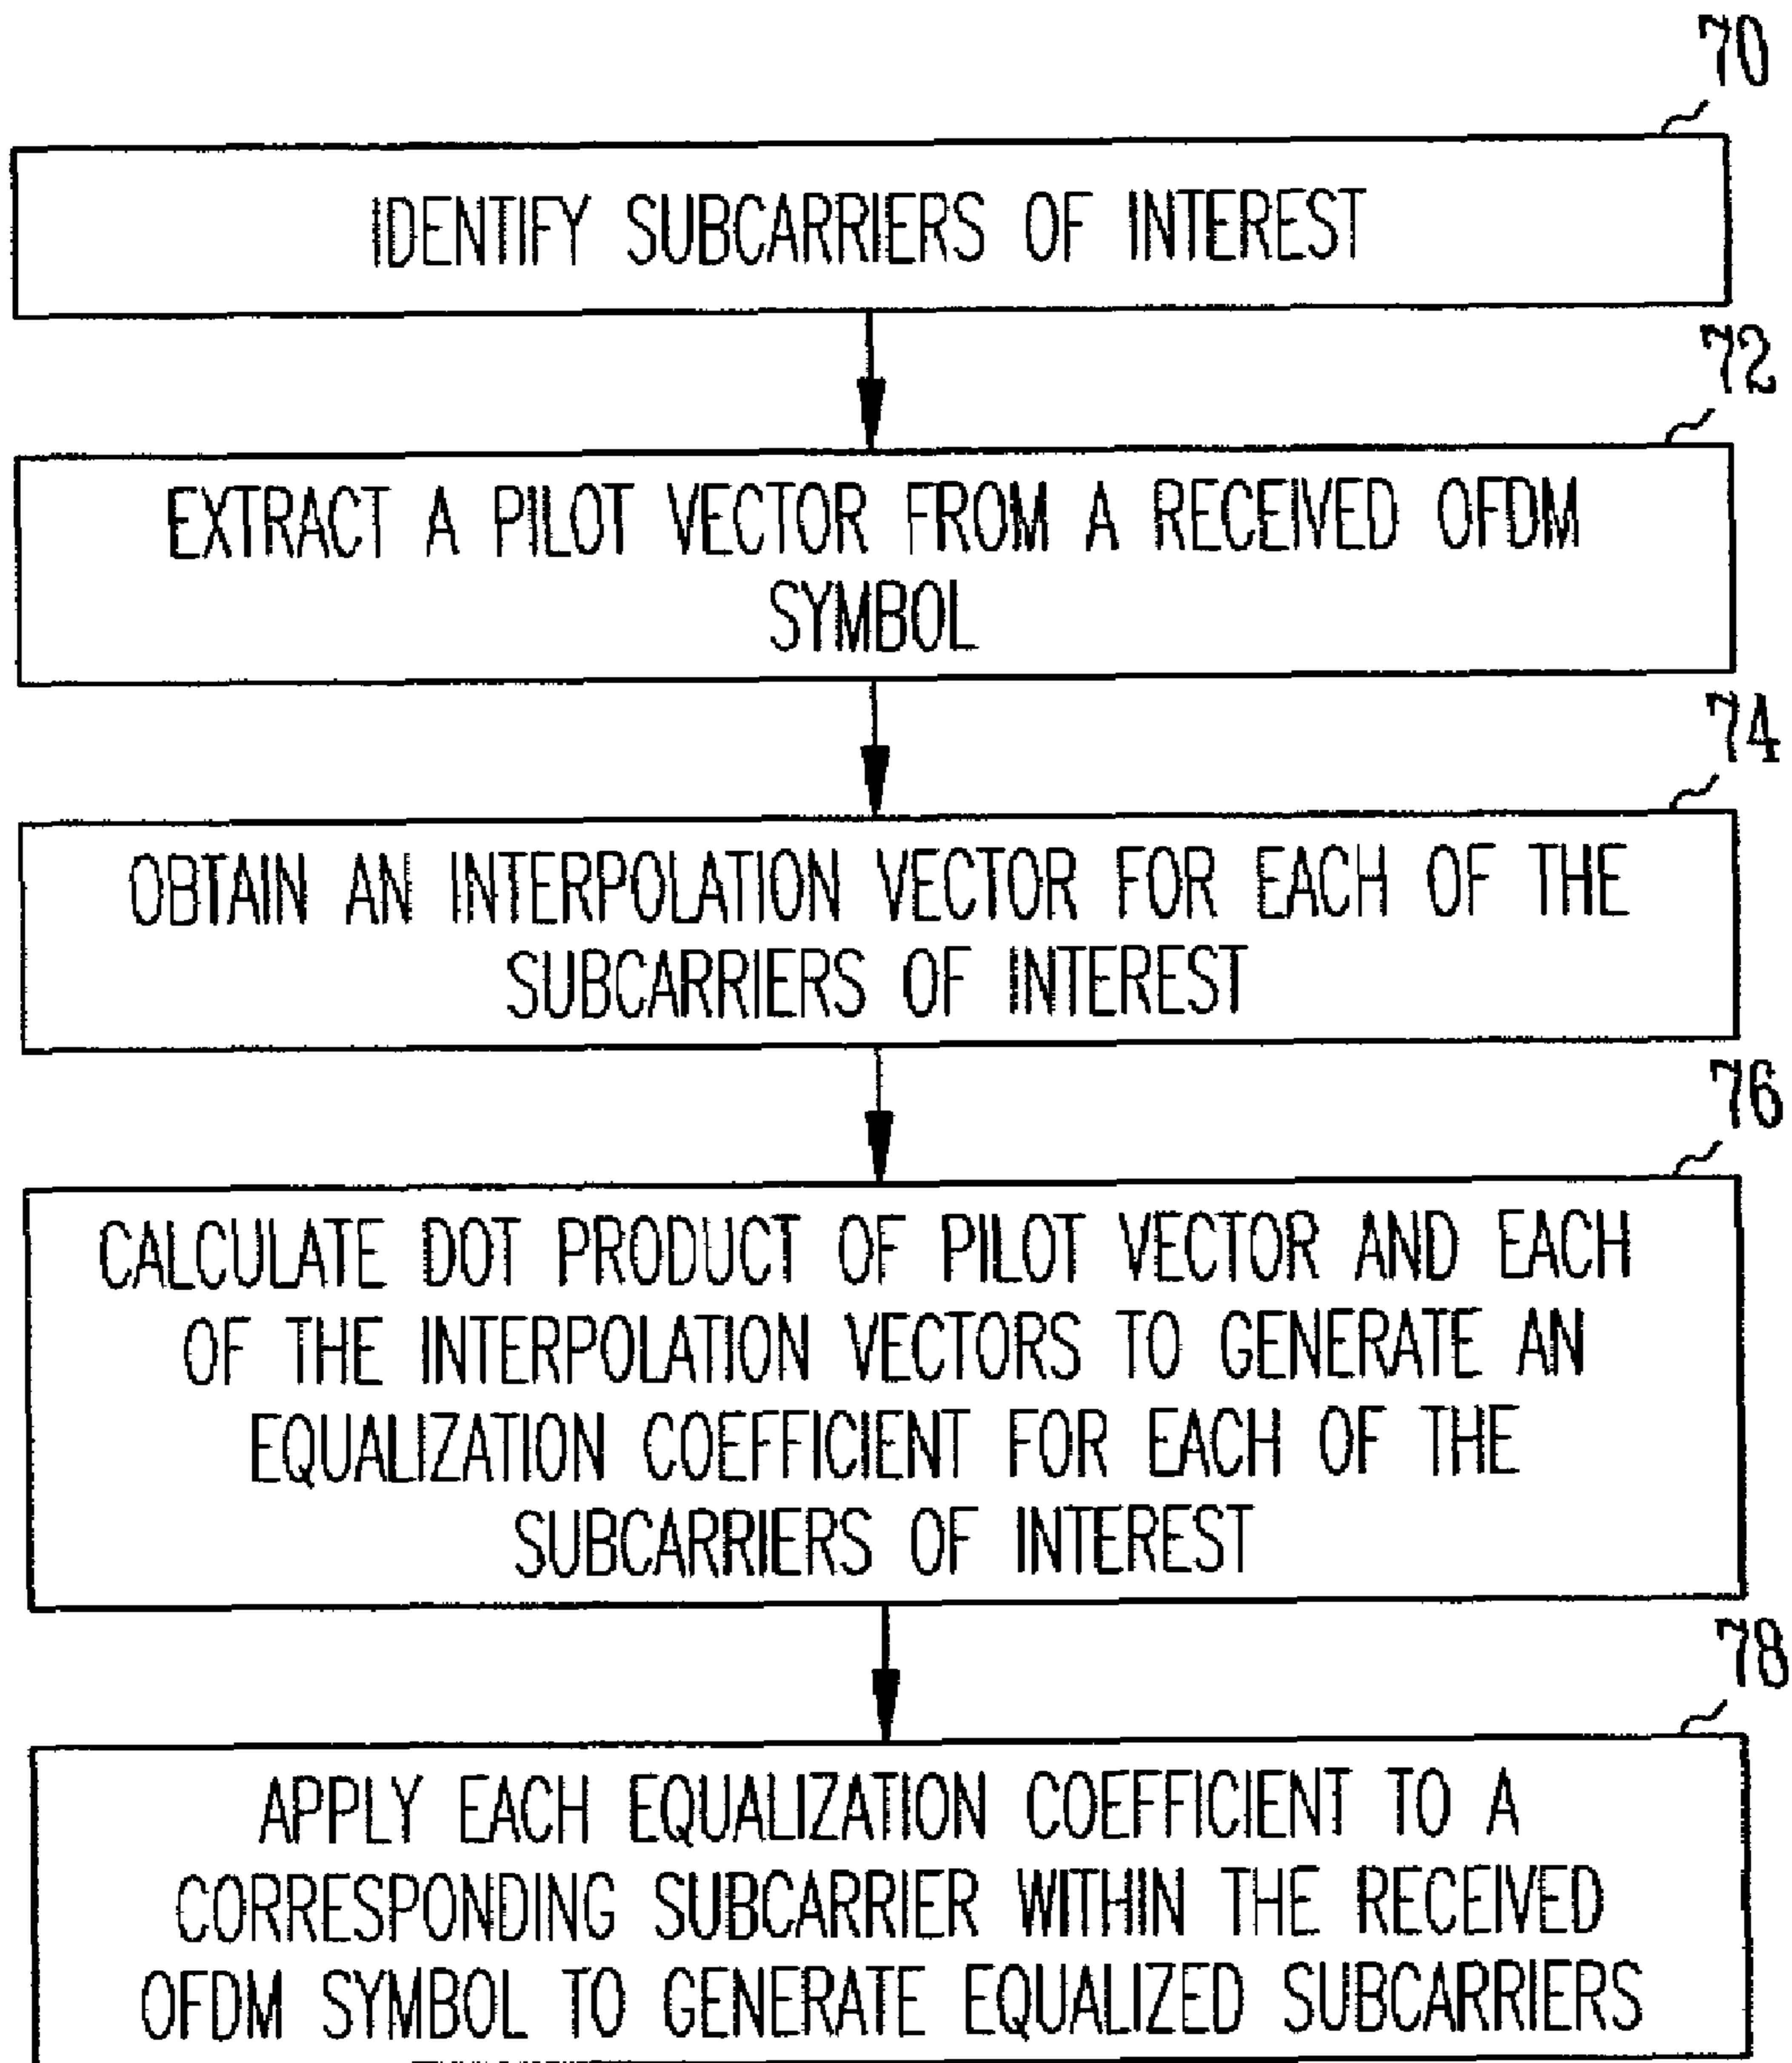 70
IDENTIFY SUBCARRIERS OF INTEREST
72
EXTRACT A PILOT VECTOR FROM A RECEIVED OFDM
SYMBOL
74
OBTAIN AN INTERPOLATION VECTOR FOR EACH OF THE
SUBCARRIERS OF INTEREST
76
CALCULATE DOT PRODUCT OF PILOT VECTOR AND EACH
OF THE INTERPOLATION VECTORS TO GENERATE AN
EQUALIZATION COEFFICIENT FOR EACH OF THE
SUBCARRIERS OF INTEREST
78
APPLY EACH EQUALIZATION COEFFICIENT TO A
CORRESPONDING SUBCARRIER WITHIN THE RECEIVED
OFDM SYMBOL TO GENERATE EQUALIZED SUBCARRIERS